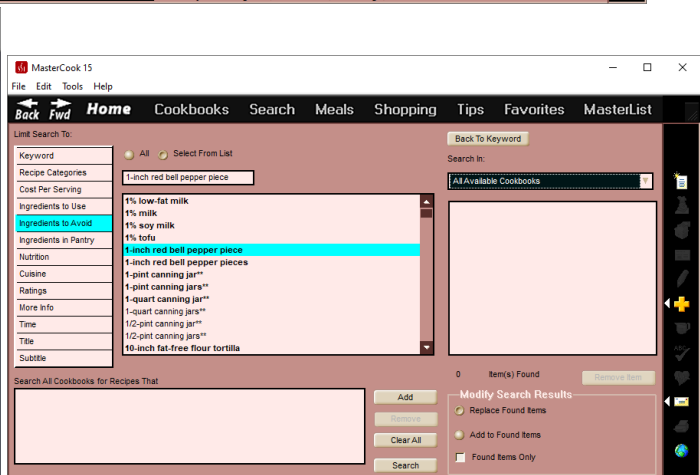 MasterCook 15
File Edit Tools Help
Back Fwd Home Cookbooks Search Meals Shopping Tips Favorites MasterList
Limit Search To:
Keyword
Recipe Categories
Cost Per Serving
Ingredients to Use
Ingredients to Avoid
Ingredients in Pantry
Nutrition
Cuisine
Ratings
More Info
Time
Title
Subtitle
All Select From List
1-inch red bell pepper piece
1% low-fat milk
1% milk
1% soy milk
1% tofu
1-inch red bell pepper piece
1-inch red bell pepper pieces
1-pint canning jar**
1-pint canning jars**
1-quart canning jar**
1-quart canning jars**
1/2-pint canning jar**
1/2-pint canning jars**
10-inch fat-free flour tortilla
Back To Keyword
Search In:
All Available Cookbooks
0 Item(s) Found
Remove Item
Search All Cookbooks for Recipes That
Add
Remove
Clear All
Search
Modify Search Results
Replace Found Items
Add to Found Items
Found Items Only
ABC